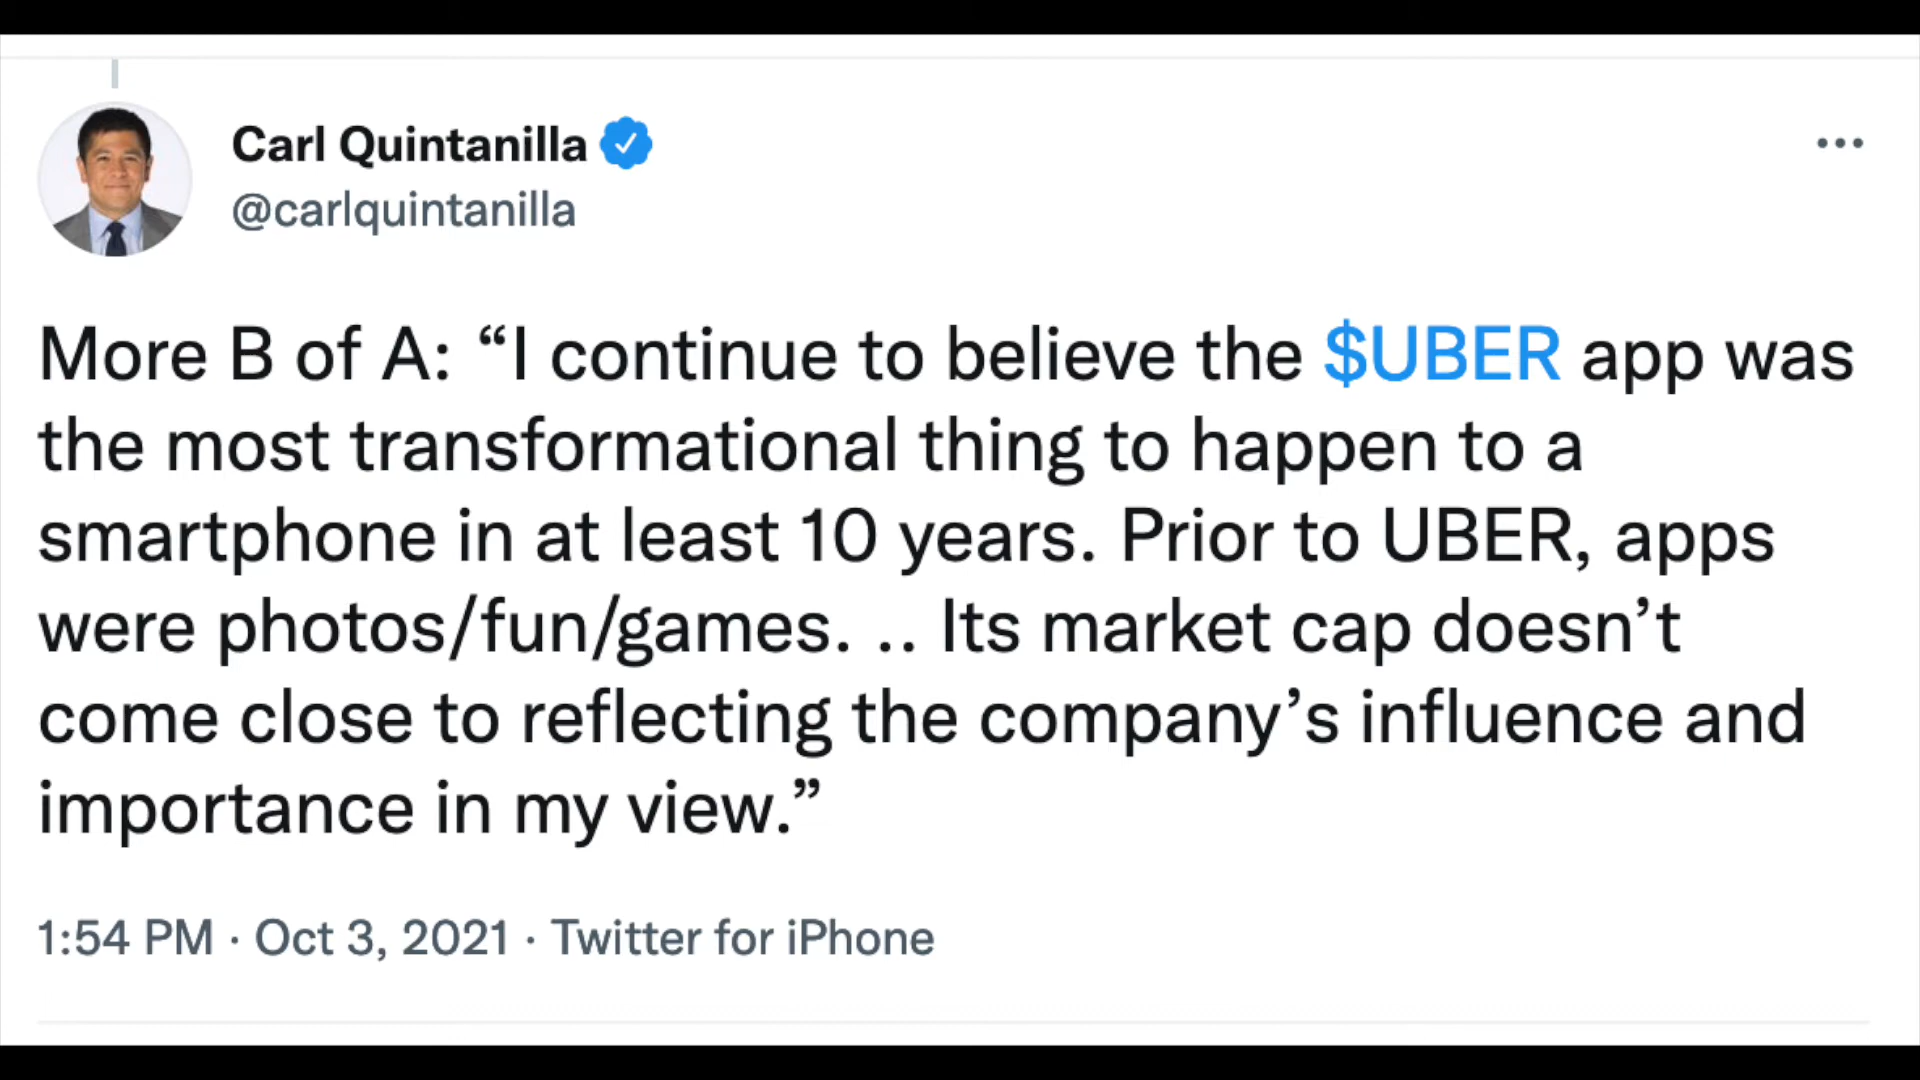 Carl Quintanilla
@carlquintanilla
More B of A: “I continue to believe the $UBER app was
the most transformational thing to happen to a
smartphone in at least 10 years. Prior to UBER, apps
were photos/fun/games. .. Its market cap doesn’t
come close to reflecting the company’s influence and
importance in my view.”
1:54 PM · Oct 3, 2021 · Twitter for iPhone